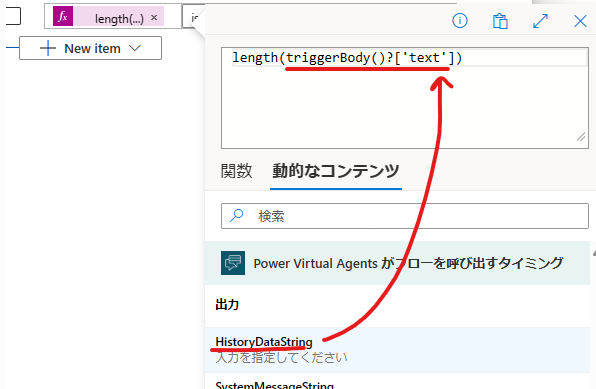 fx length(...) ×
New item
length(triggerBody()?['text'])
関数 動的なコンテンツ
検索
Power Virtual Agents がフローを呼び出すタイミング
出力
HistoryDataString
入力を指定してください
SystemMessageString